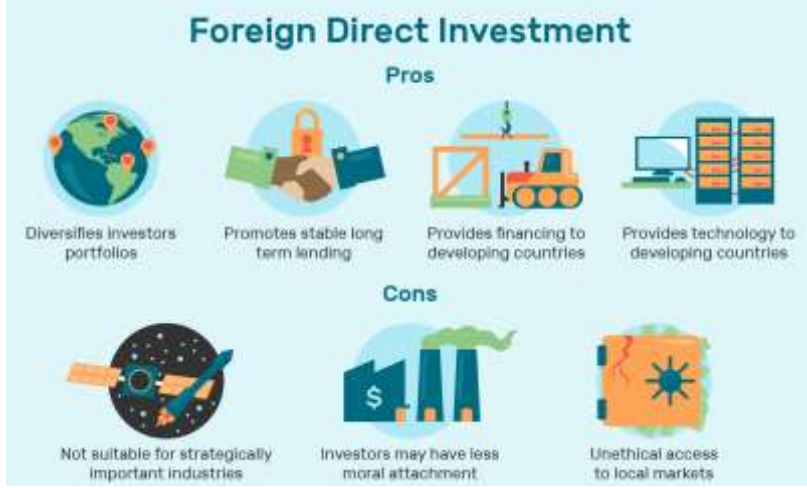 Foreign Direct Investment
Pros
Diversifies investors
portfolios
Promotes stable long
term lending
Provides financing to
developing countries
Provides technology to
developing countries
Cons
Not suitable for strategically
important industries
$
Investors may have less
moral attachment
Unethical access
to local markets